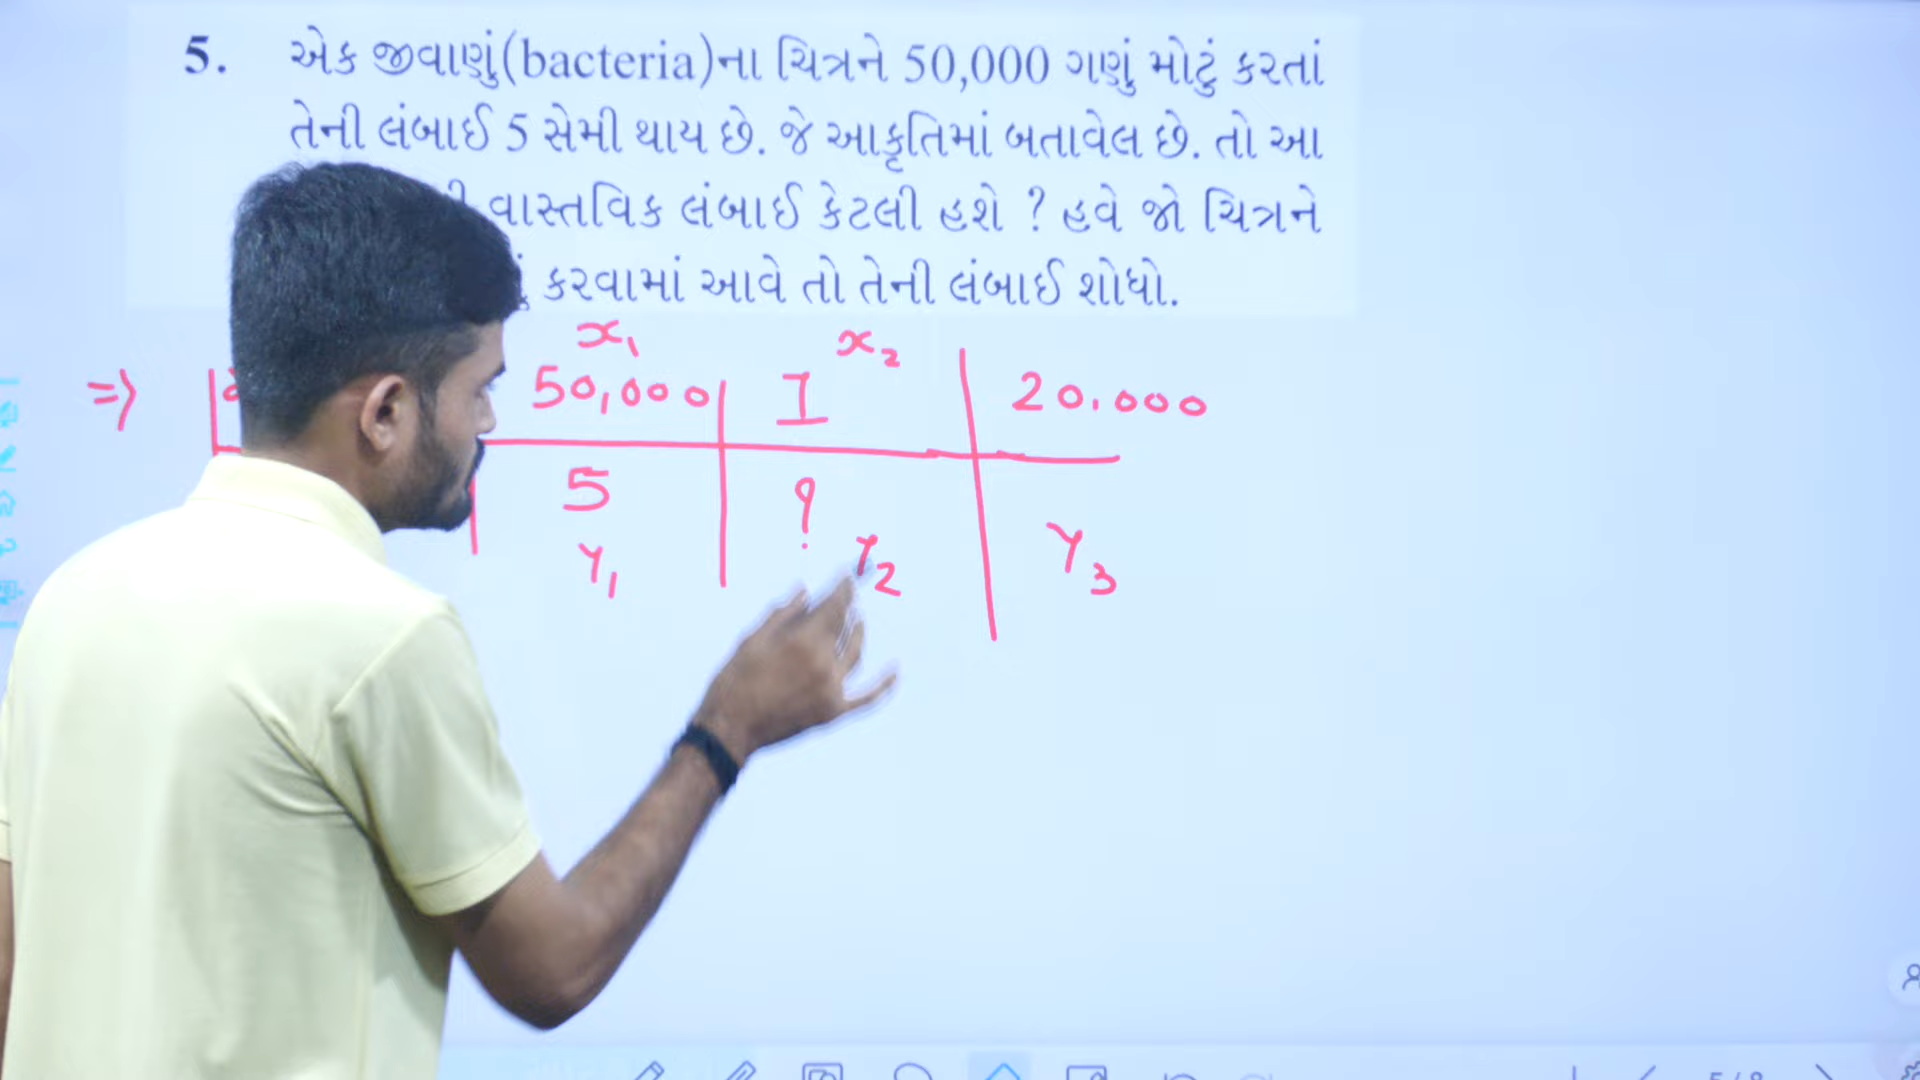 5. એક જીવાણું(bacteria)ના ચિત્રને 50,000 ગણું મોટું કરતાં
તેની લંબાઈ 5 સેમી થાય છે. જે આકૃતિમાં બતાવેલ છે. તો આ
વાસ્તવિક લંબાઈ કેટલી હશે ? હવે જો ચિત્રને
કરવામાં આવે તો તેની લંબાઈ શોધો.
x₁ x₂
=> 50,000 1 20.000
5 ?
y₁ y₂ y₃